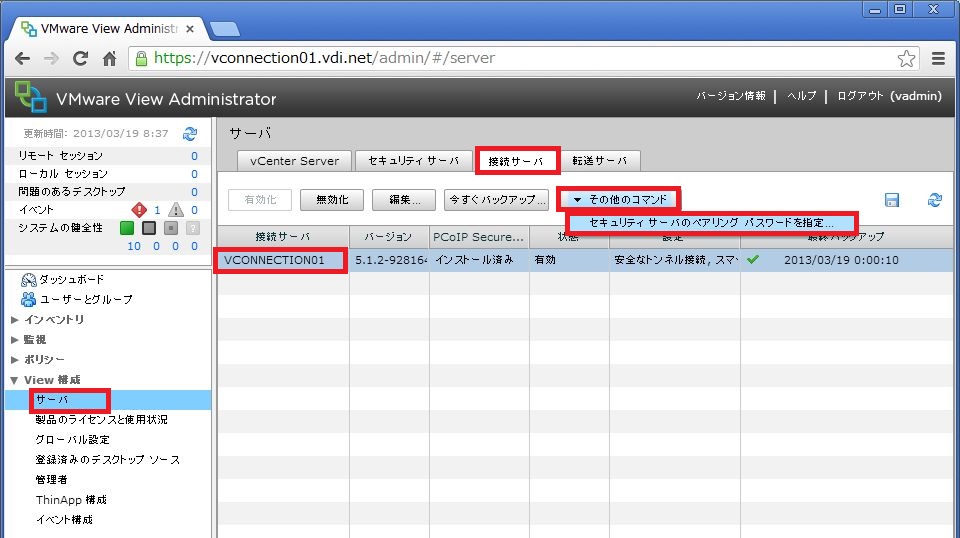 VMware View Administr
https://vconnection01.vdi.net/admin/#/server
VMware View Administrator
バージョン情報 | ヘルプ | ログアウト (vadmin)
更新時間: 2013/03/19 8:37
リモート セッション 0
ローカル セッション 0
問題のあるデスクトップ 0
イベント 1 0
システムの健全性
10 0 0 0
ダッシュボード
ユーザーとグループ
インベントリ
監視
ポリシー
View 構成
サーバ
製品のライセンスと使用状況
グローバル設定
登録済みのデスクトップ ソース
管理者
ThinApp 構成
イベント構成
サーバ
vCenter Server セキュリティ サーバ 接続サーバ 転送サーバ
有効化 無効化 編集... 今すぐバックアップ... その他のコマンド
セキュリティ サーバのペアリング パスワードを指定...
接続サーバ バージョン PCoIP Secure... 状態 設定 最終バックアップ
VCONNECTION01 5.1.2-928164 インストール済み 有効 安全なトンネル接続, スマ 2013/03/19 0:00:10